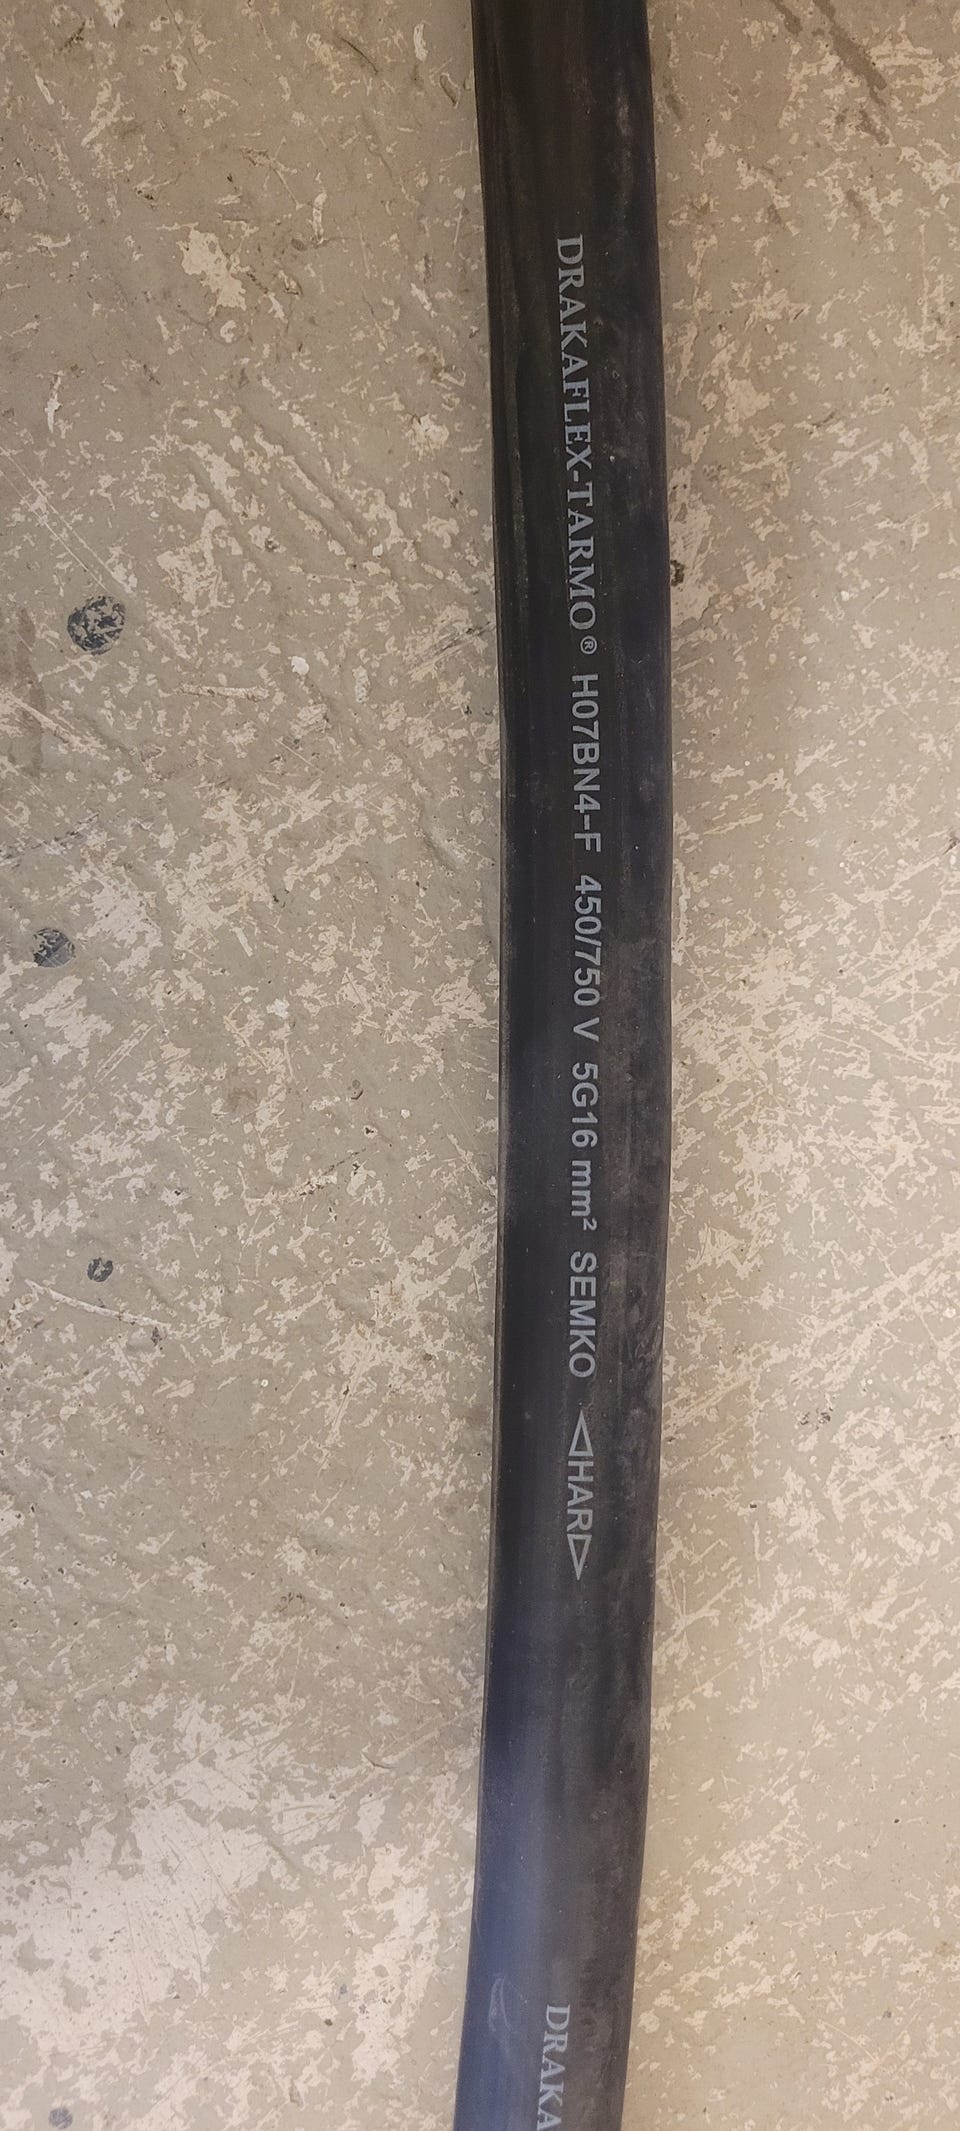 DRAKAFLEX-TARMO® H07BN4-F 450/750 V 5G16 mm² SEMKO ◁HAR▷
DRAKA